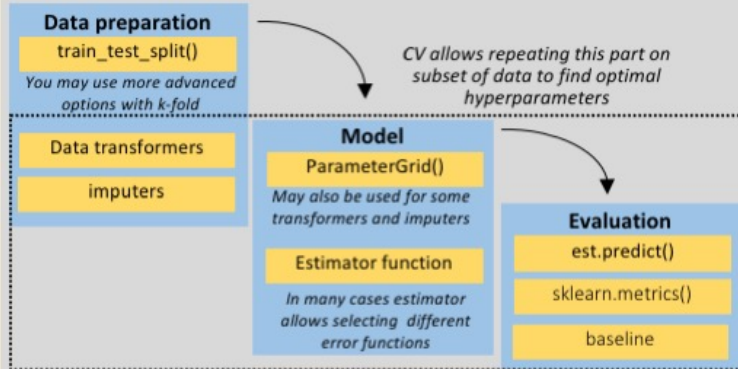 Data preparation
train_test_split()
You may use more advanced
options with k-fold
Data transformers
imputers
CV allows repeating this part on
subset of data to find optimal
hyperparameters
Model
ParameterGrid()
May also be used for some
transformers and imputers
Estimator function
In many cases estimator
allows selecting different
error functions
Evaluation
est.predict()
sklearn.metrics()
baseline